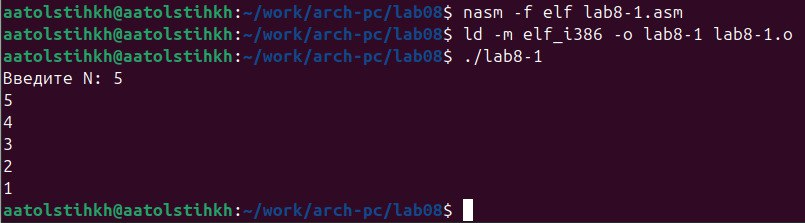 aatolstihkh@aatolstihkh:~/work/arch-pc/lab08$ nasm -f elf lab8-1.asm
aatolstihkh@aatolstihkh:~/work/arch-pc/lab08$ ld -m elf_i386 -o lab8-1 lab8-1.o
aatolstihkh@aatolstihkh:~/work/arch-pc/lab08$ ./lab8-1
Введите N: 5
5
4
3
2
1
aatolstihkh@aatolstihkh:~/work/arch-pc/lab08$